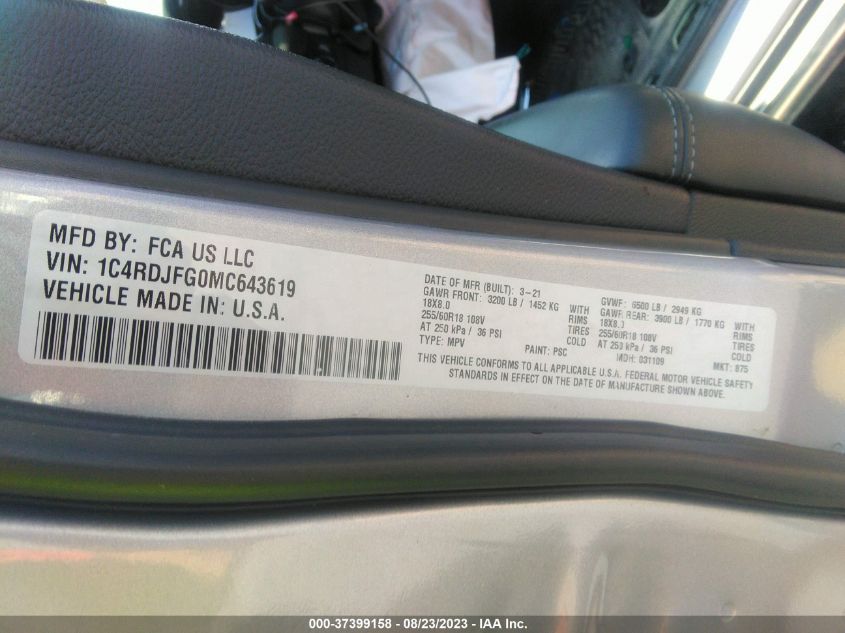 MFD BY: FCA US LLC
VIN: 1C4RDJFG0MC643619
VEHICLE MADE IN: U.S.A.
DATE OF MFR (BUILT): 3-21
GAWR FRONT: 3200 LB / 1452 KG WITH
18X8.0 RIMS
255/60R18 108V TIRES
AT 250 kPa / 36 PSI COLD
TYPE: MPV PAINT: PSC
GVWR: 6500 LB / 2949 KG
GAWR REAR: 3900 LB / 1770 KG WITH
18X8.0 RIMS
255/60R18 108V TIRES
AT 250 kPa / 36 PSI COLD
MDH: 031109 MKT: 875
THIS VEHICLE CONFORMS TO ALL APPLICABLE U.S.A. FEDERAL MOTOR VEHICLE SAFETY
STANDARDS IN EFFECT ON THE DATE OF MANUFACTURE SHOWN ABOVE.
000-37399158 - 08/23/2023 - IAA Inc.